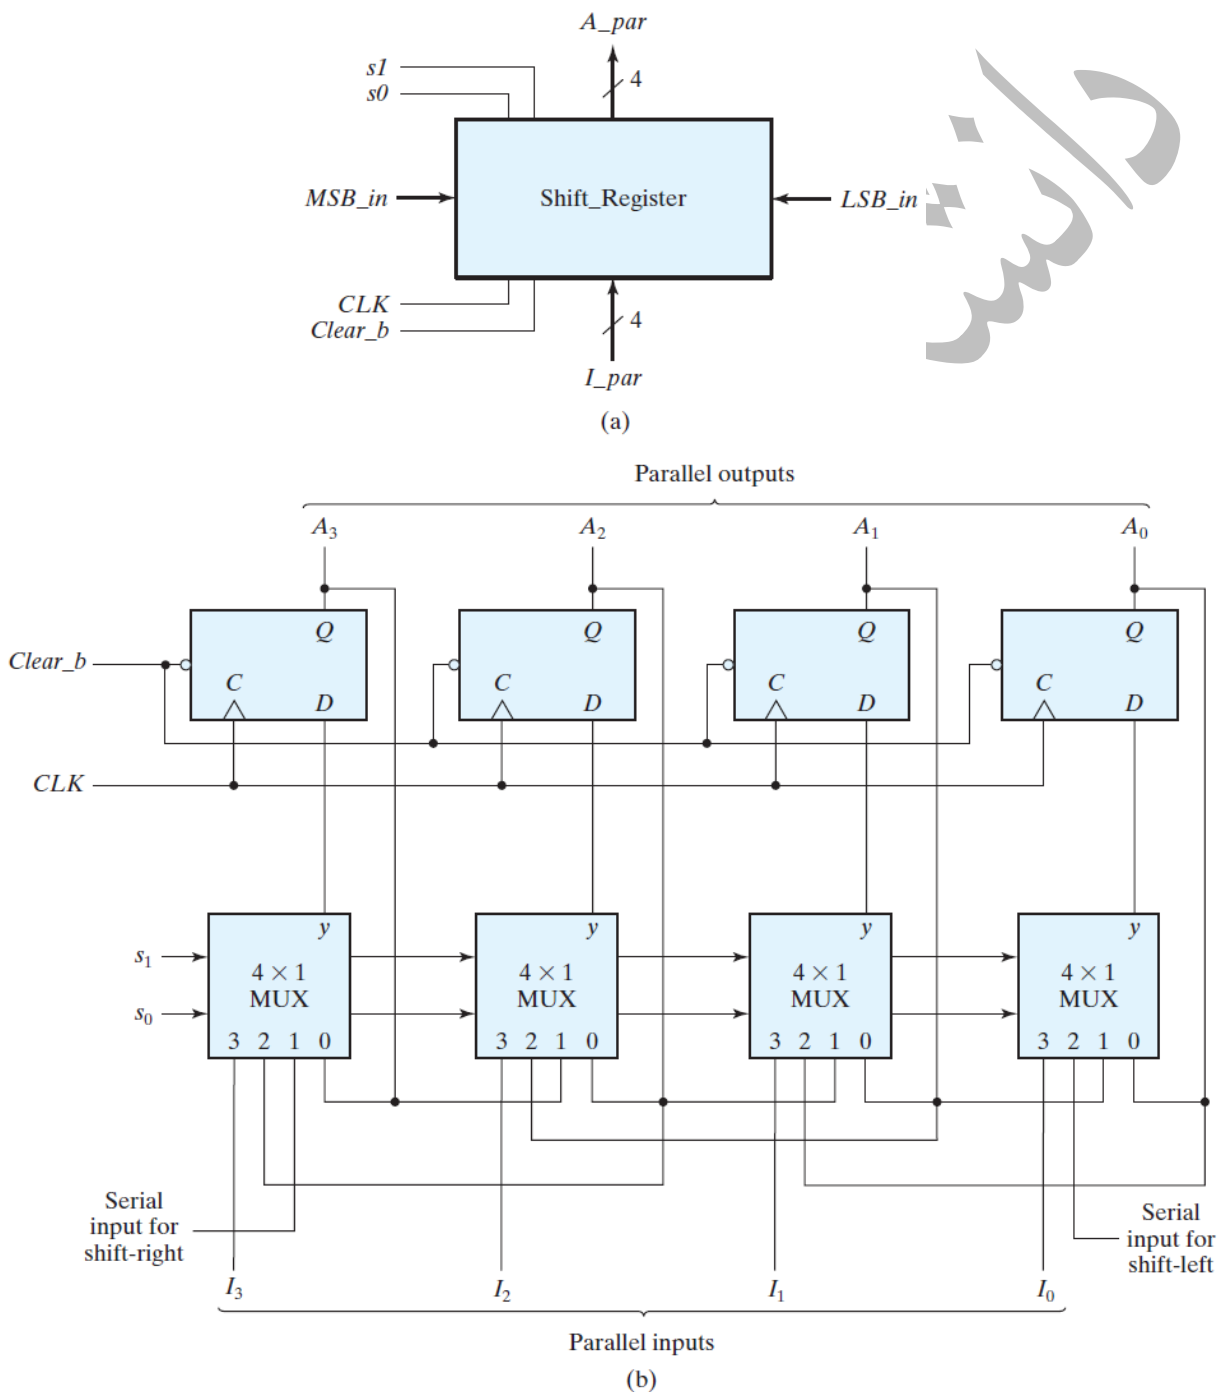 A_par
s1
4
s0
MSB_in
Shift_Register
LSB_in
CLK
4
Clear_b
I_par
(a)
Parallel outputs
A3 A2 A1 A0
Q Q Q Q
Clear_b
C C C C
D D D D
CLK
y y y y
s1
4 × 1 MUX
4 × 1 MUX
4 × 1 MUX
4 × 1 MUX
s0
3 2 1 0
3 2 1 0
3 2 1 0
3 2 1 0
Serial
input for
shift-right
Serial
input for
shift-left
I3 I2 I1 I0
Parallel inputs
(b)